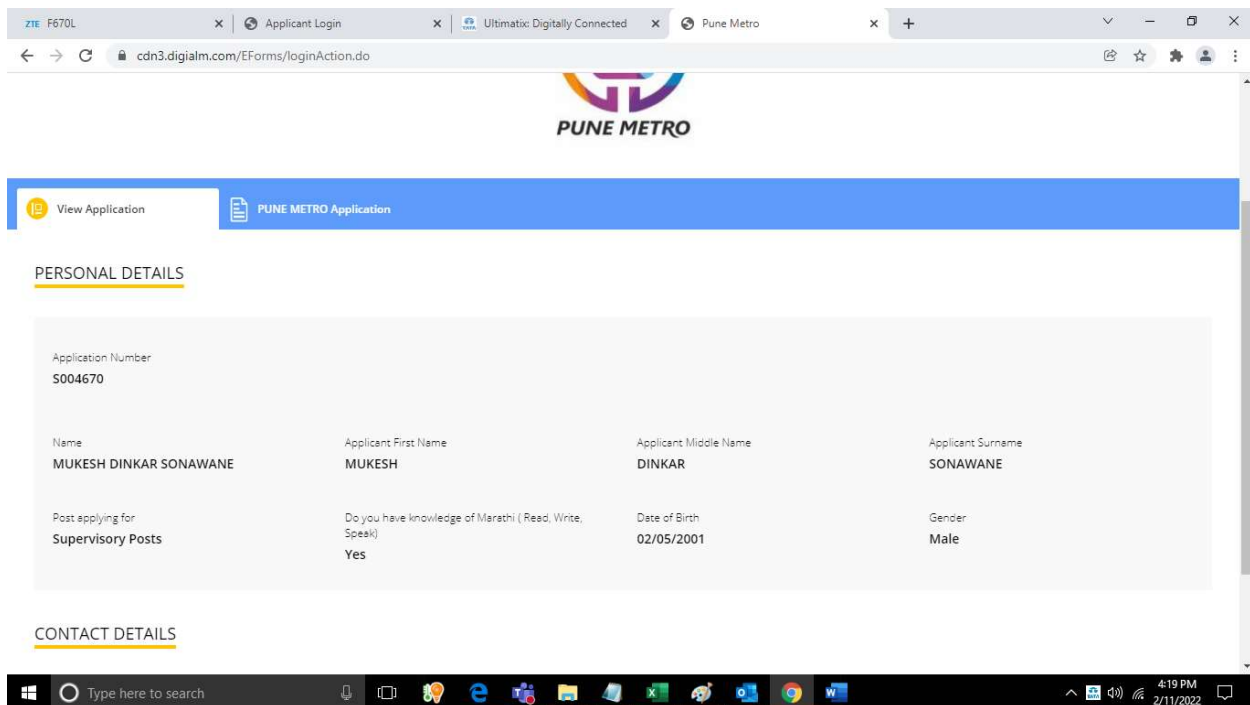 ZTE F670L
Applicant Login
Ultimatix: Digitally Connected
Pune Metro
cdn3.digialm.com/EForms/loginAction.do
PUNE METRO
View Application
PUNE METRO Application
PERSONAL DETAILS
Application Number
S004670
Name Applicant First Name Applicant Middle Name Applicant Surname
MUKESH DINKAR SONAWANE MUKESH DINKAR SONAWANE
Post applying for Do you have knowledge of Marathi ( Read, Write, Date of Birth Gender
Speak)
Supervisory Posts Yes 02/05/2001 Male
CONTACT DETAILS
Type here to search
4:19 PM
2/11/2022